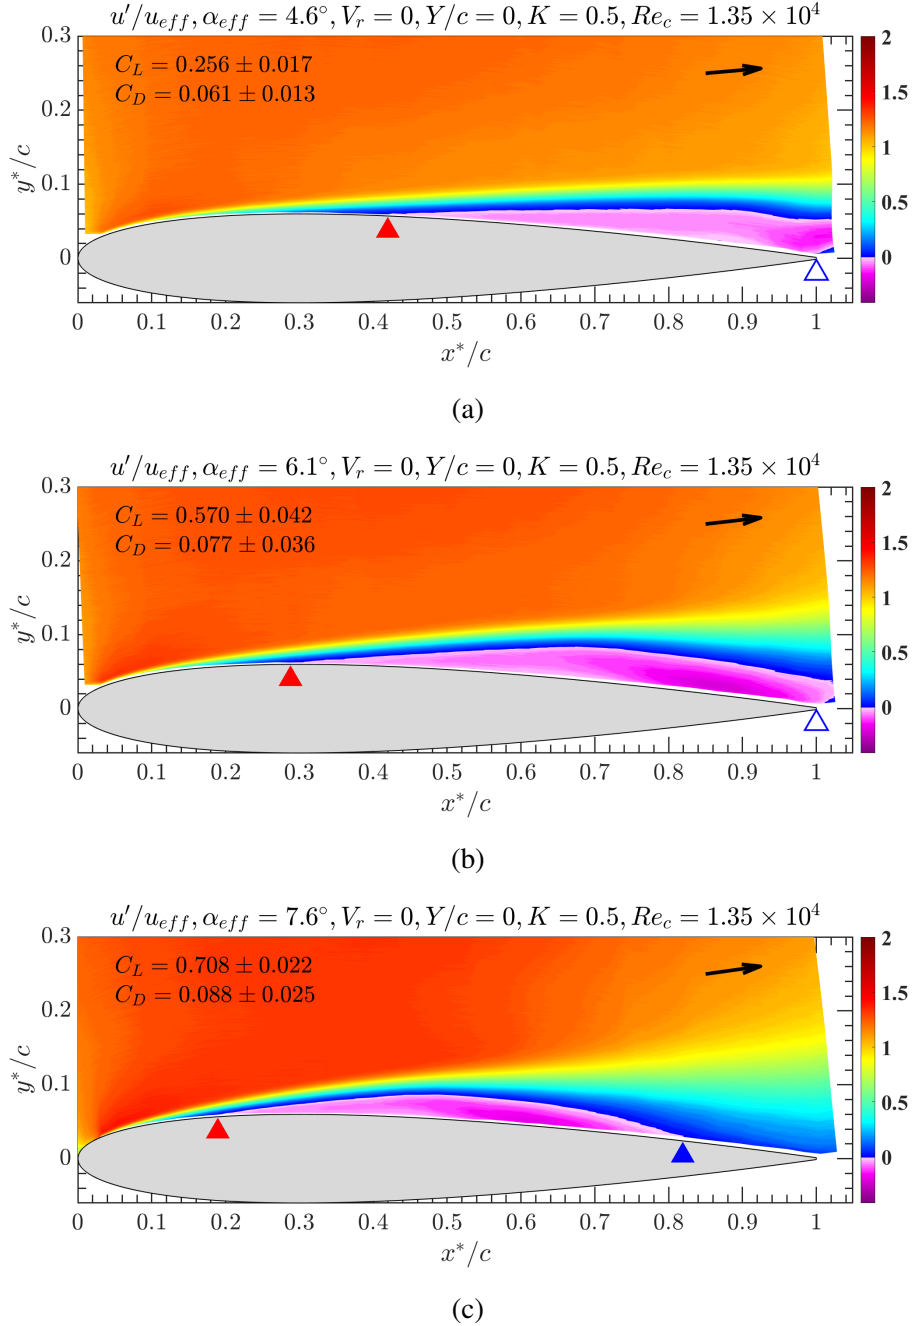 u′/u_eff, α_eff = 4.6°, V_r = 0, Y/c = 0, K = 0.5, Re_c = 1.35 × 10⁴
C_L = 0.256 ± 0.017
C_D = 0.061 ± 0.013
y*/c
0.3
0.2
0.1
0
0 0.1 0.2 0.3 0.4 0.5 0.6 0.7 0.8 0.9 1
x*/c
2
1.5
1
0.5
0
(a)
u′/u_eff, α_eff = 6.1°, V_r = 0, Y/c = 0, K = 0.5, Re_c = 1.35 × 10⁴
C_L = 0.570 ± 0.042
C_D = 0.077 ± 0.036
y*/c
0.3
0.2
0.1
0
0 0.1 0.2 0.3 0.4 0.5 0.6 0.7 0.8 0.9 1
x*/c
2
1.5
1
0.5
0
(b)
u′/u_eff, α_eff = 7.6°, V_r = 0, Y/c = 0, K = 0.5, Re_c = 1.35 × 10⁴
C_L = 0.708 ± 0.022
C_D = 0.088 ± 0.025
y*/c
0.3
0.2
0.1
0
0 0.1 0.2 0.3 0.4 0.5 0.6 0.7 0.8 0.9 1
x*/c
2
1.5
1
0.5
0
(c)